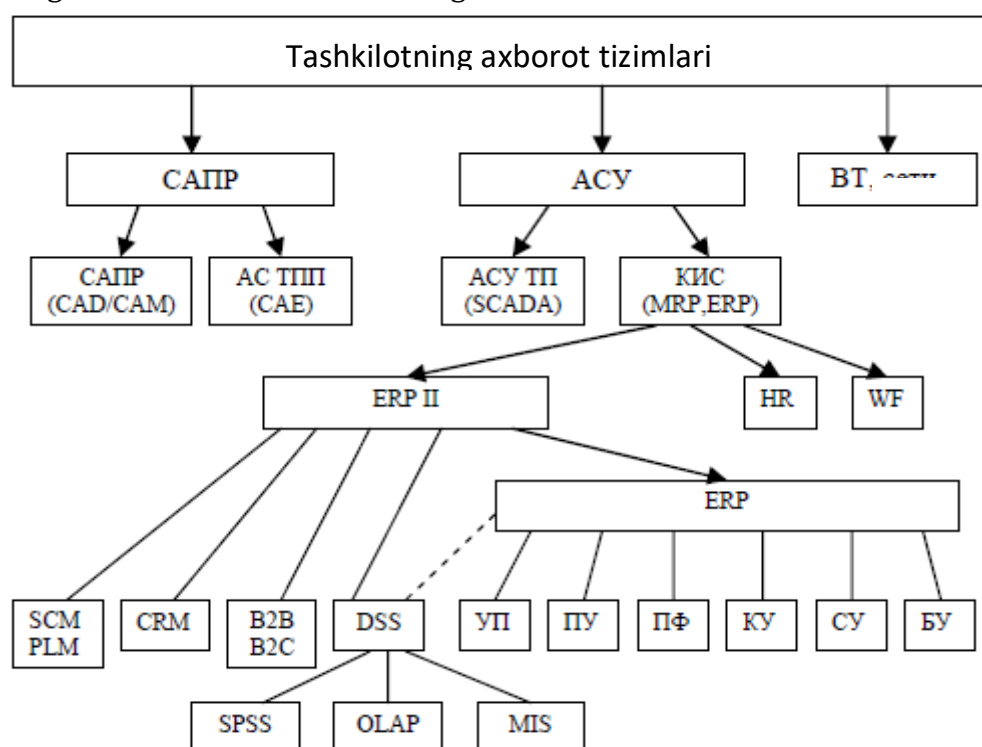 Tashkilotning axborot tizimlari
САПР
АСУ
ВТ,
САПР
(CAD/CAM)
АС ТПП
(CAE)
АСУ ТП
(SCADA)
КИС
(MRP,ERP)
ERP II
HR
WF
ERP
SCM
PLM
CRM
B2B
B2C
DSS
УП
ПУ
ПФ
КУ
СУ
БУ
SPSS
OLAP
MIS